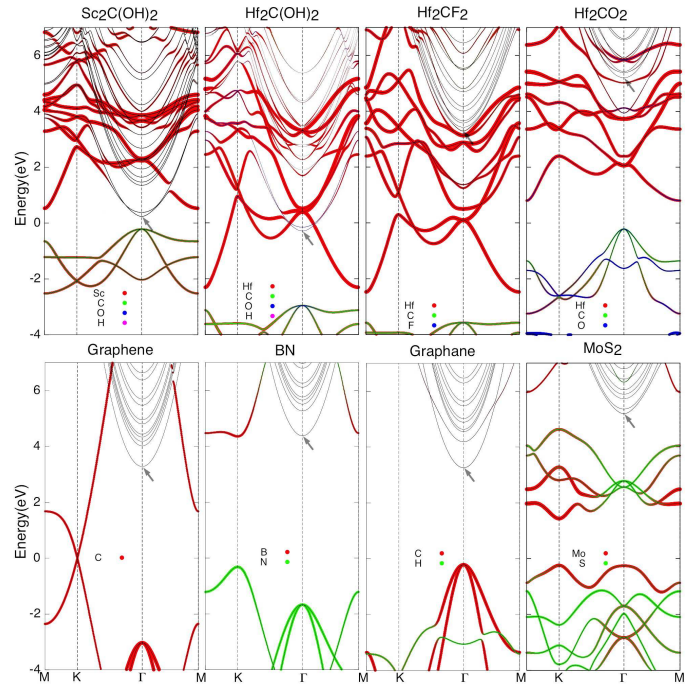 Sc2C(OH)2 Hf2C(OH)2 Hf2CF2 Hf2CO2
Energy(eV)
6
4
2
0
-2
-4
Sc
C
O
H
Hf
C
O
H
Hf
C
F
Hf
C
O
Graphene BN Graphane MoS2
Energy(eV)
6
4
2
0
-2
-4
C
B
N
C
H
Mo
S
M K Γ M K Γ M K Γ M K Γ M